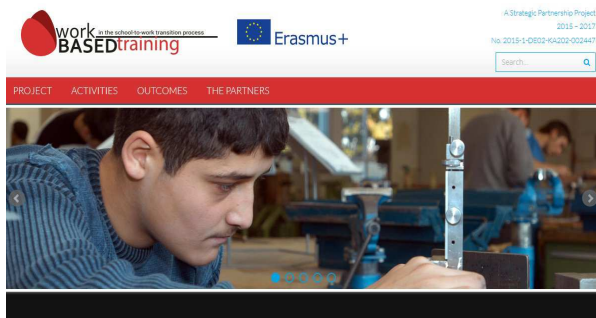 work in the school-to-work transition process
BASEDtraining
Erasmus+
A Strategic Partnership Project
2015 – 2017
No. 2015-1-DE02-KA202-002447
Search...
PROJECT ACTIVITIES OUTCOMES THE PARTNERS